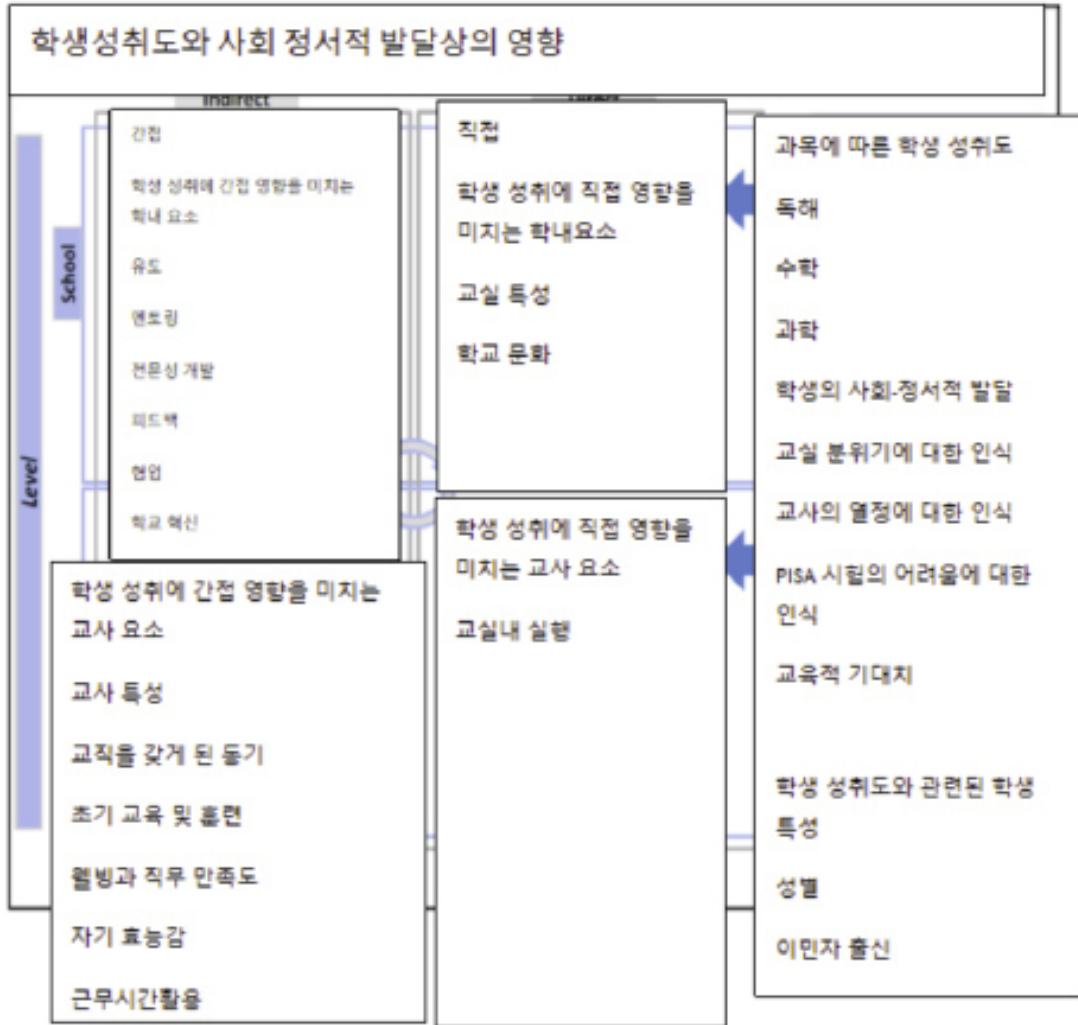 학생성취도와 사회 정서적 발달상의 영향
Indirect
Level
School
간접
학생 성취에 간접 영향을 미치는
학내 요소
유도
멘토링
전문성 개발
피드백
협업
학교 혁신
직접
학생 성취에 직접 영향을
미치는 학내요소
교실 특성
학교 문화
학생 성취에 간접 영향을 미치는
교사 요소
교사 특성
교직을 갖게 된 동기
초기 교육 및 훈련
웰빙과 직무 만족도
자기 효능감
근무시간활용
학생 성취에 직접 영향을
미치는 교사 요소
교실내 실행
과목에 따른 학생 성취도
독해
수학
과학
학생의 사회-정서적 발달
교실 분위기에 대한 인식
교사의 열정에 대한 인식
PISA 시험의 어려움에 대한
인식
교육적 기대치
학생 성취도와 관련된 학생
특성
성별
이민자 출신